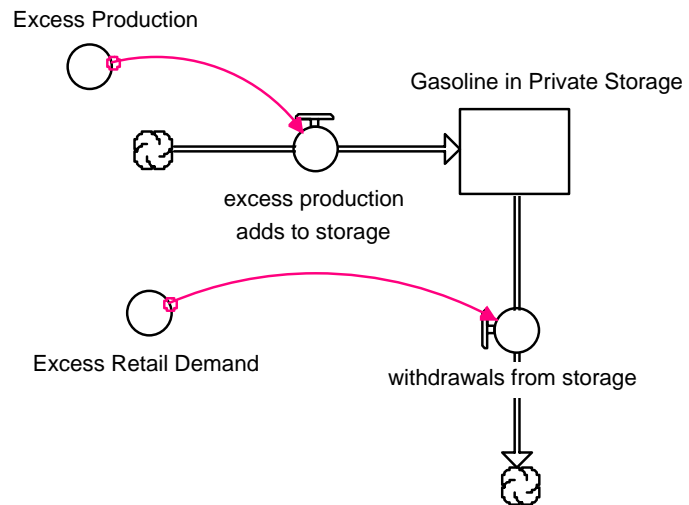 Excess Production
Gasoline in Private Storage
excess production
adds to storage
Excess Retail Demand
withdrawals from storage